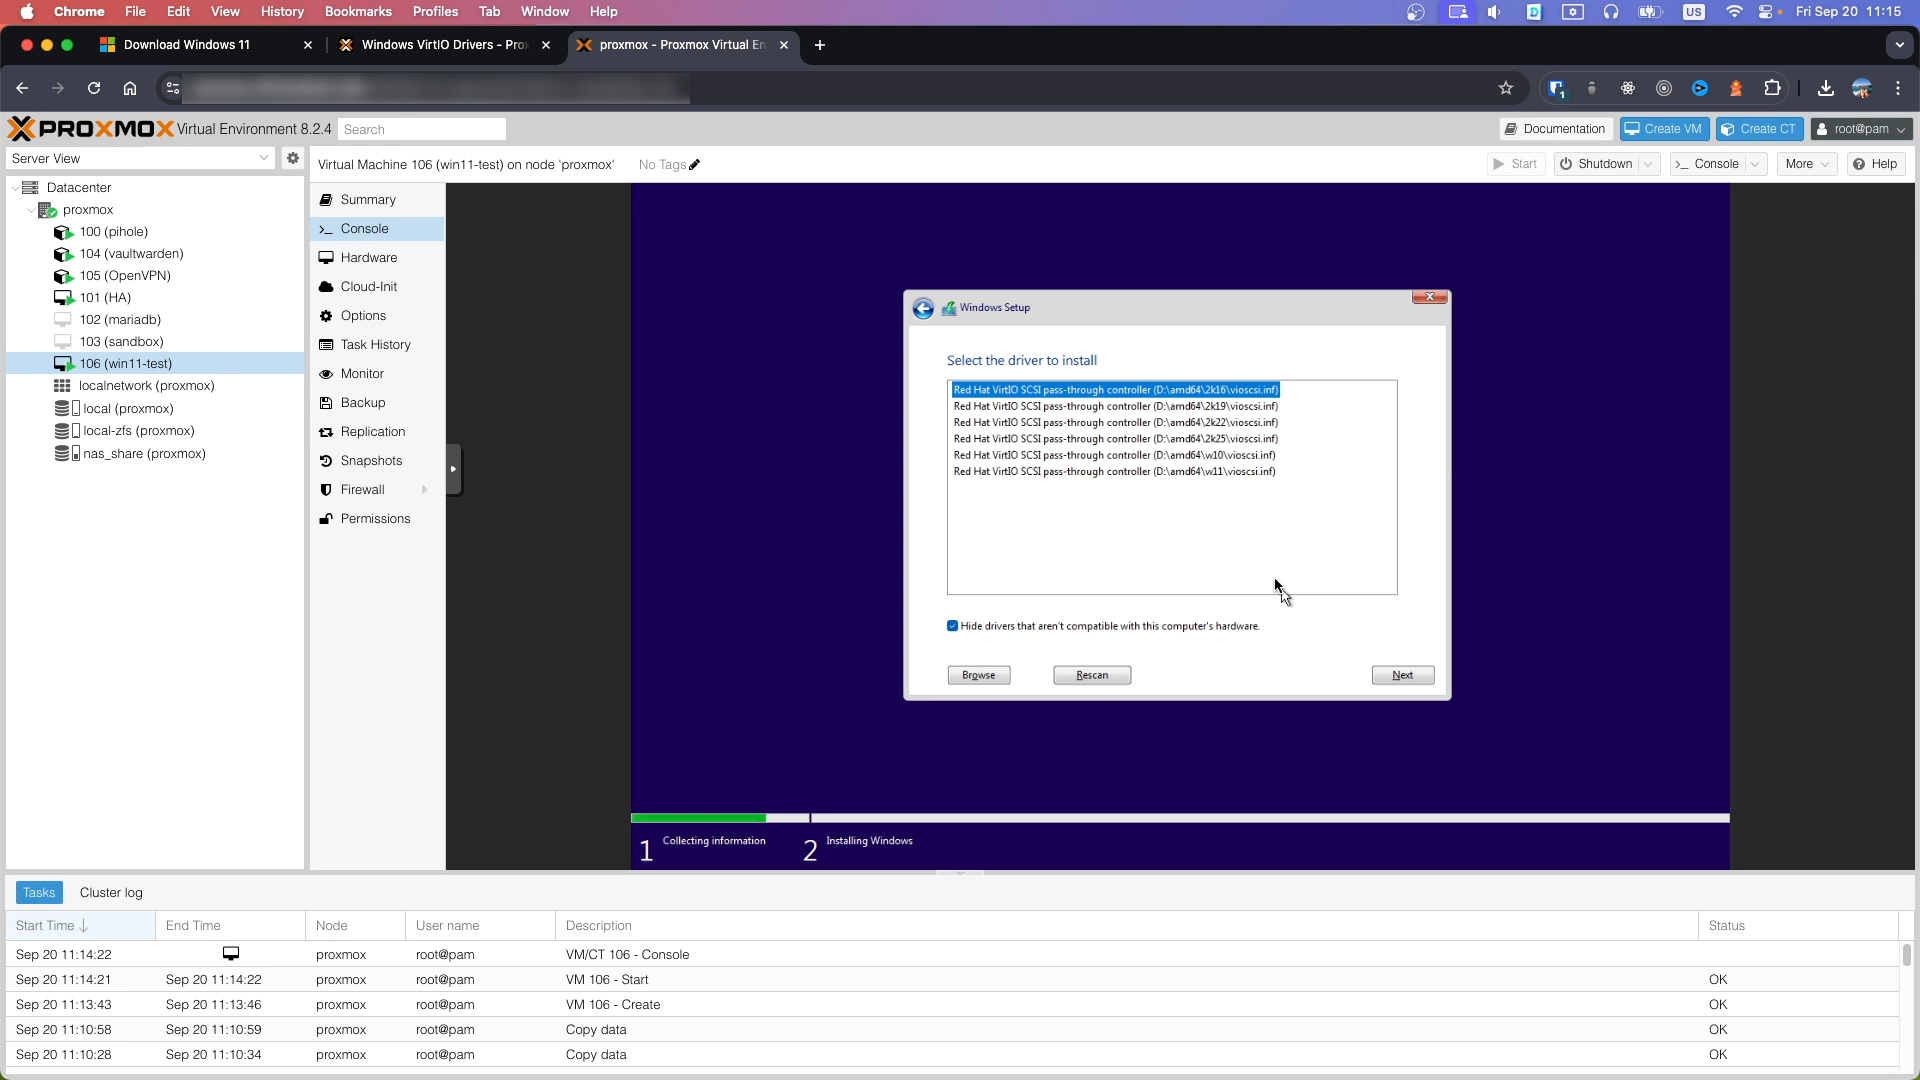 Chrome File Edit View History Bookmarks Profiles Tab Window Help US Fri Sep 20 11:15
Download Windows 11 Windows VirtIO Drivers - Pro proxmox - Proxmox Virtual En
1
PROXMOX Virtual Environment 8.2.4 Search Documentation Create VM Create CT root@pam
Server View
Virtual Machine 106 (win11-test) on node 'proxmox' No Tags Start Shutdown >_ Console More Help
Datacenter
proxmox
100 (pihole)
104 (vaultwarden)
105 (OpenVPN)
101 (HA)
102 (mariadb)
103 (sandbox)
106 (win11-test)
localnetwork (proxmox)
local (proxmox)
local-zfs (proxmox)
nas_share (proxmox)
Summary
>_ Console
Hardware
Cloud-Init
Options
Task History
Monitor
Backup
Replication
Snapshots
Firewall
Permissions
Windows Setup
Select the driver to install
Red Hat VirtIO SCSI pass-through controller (D:\amd64\2k16\vioscsi.inf)
Red Hat VirtIO SCSI pass-through controller (D:\amd64\2k19\vioscsi.inf)
Red Hat VirtIO SCSI pass-through controller (D:\amd64\2k22\vioscsi.inf)
Red Hat VirtIO SCSI pass-through controller (D:\amd64\2k25\vioscsi.inf)
Red Hat VirtIO SCSI pass-through controller (D:\amd64\w10\vioscsi.inf)
Red Hat VirtIO SCSI pass-through controller (D:\amd64\w11\vioscsi.inf)
Hide drivers that aren't compatible with this computer's hardware.
Browse Rescan Next
1 Collecting information 2 Installing Windows
Tasks Cluster log
Start Time End Time Node User name Description Status
Sep 20 11:14:22 proxmox root@pam VM/CT 106 - Console
Sep 20 11:14:21 Sep 20 11:14:22 proxmox root@pam VM 106 - Start OK
Sep 20 11:13:43 Sep 20 11:13:46 proxmox root@pam VM 106 - Create OK
Sep 20 11:10:58 Sep 20 11:10:59 proxmox root@pam Copy data OK
Sep 20 11:10:28 Sep 20 11:10:34 proxmox root@pam Copy data OK